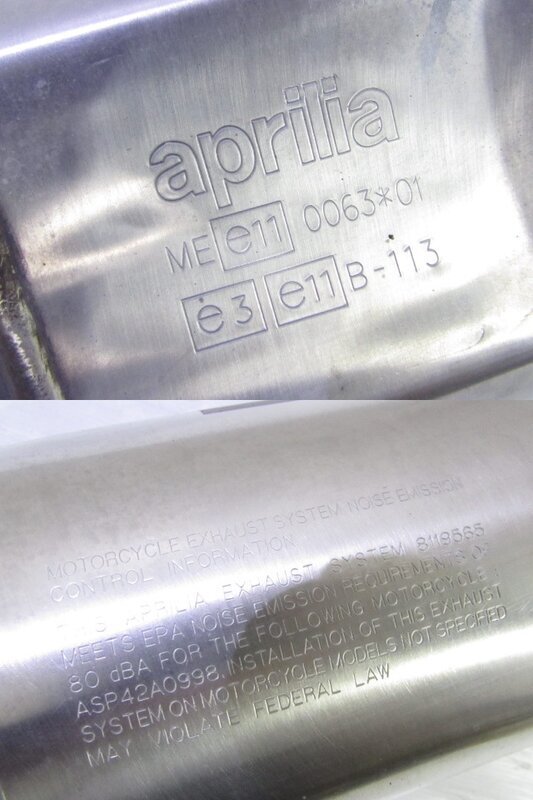 aprilia
ME e11 0063*01
e3 e11 B-113
MOTORCYCLE EXHAUST SYSTEM NOISE EMISSION
CONTROL INFORMATION
THIS APRILIA EXHAUST SYSTEM 8119565
MEETS EPA NOISE EMISSION REQUIREMENTS OF
80 dBA FOR THE FOLLOWING MOTORCYCLE:
ASP42A0998. INSTALLATION OF THIS EXHAUST
SYSTEM ON MOTORCYCLE MODELS NOT SPECIFIED
MAY VIOLATE FEDERAL LAW